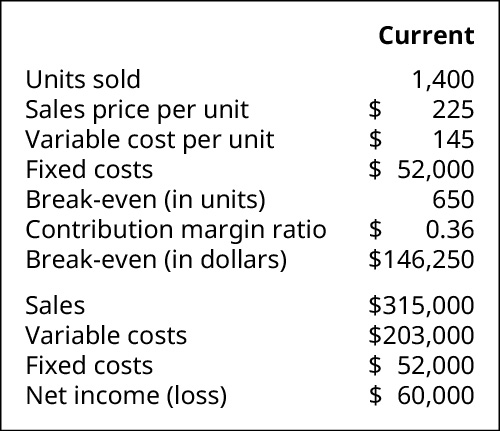 Current
Units sold 1,400
Sales price per unit $ 225
Variable cost per unit $ 145
Fixed costs $ 52,000
Break-even (in units) 650
Contribution margin ratio $ 0.36
Break-even (in dollars) $146,250
Sales $315,000
Variable costs $203,000
Fixed costs $ 52,000
Net income (loss) $ 60,000